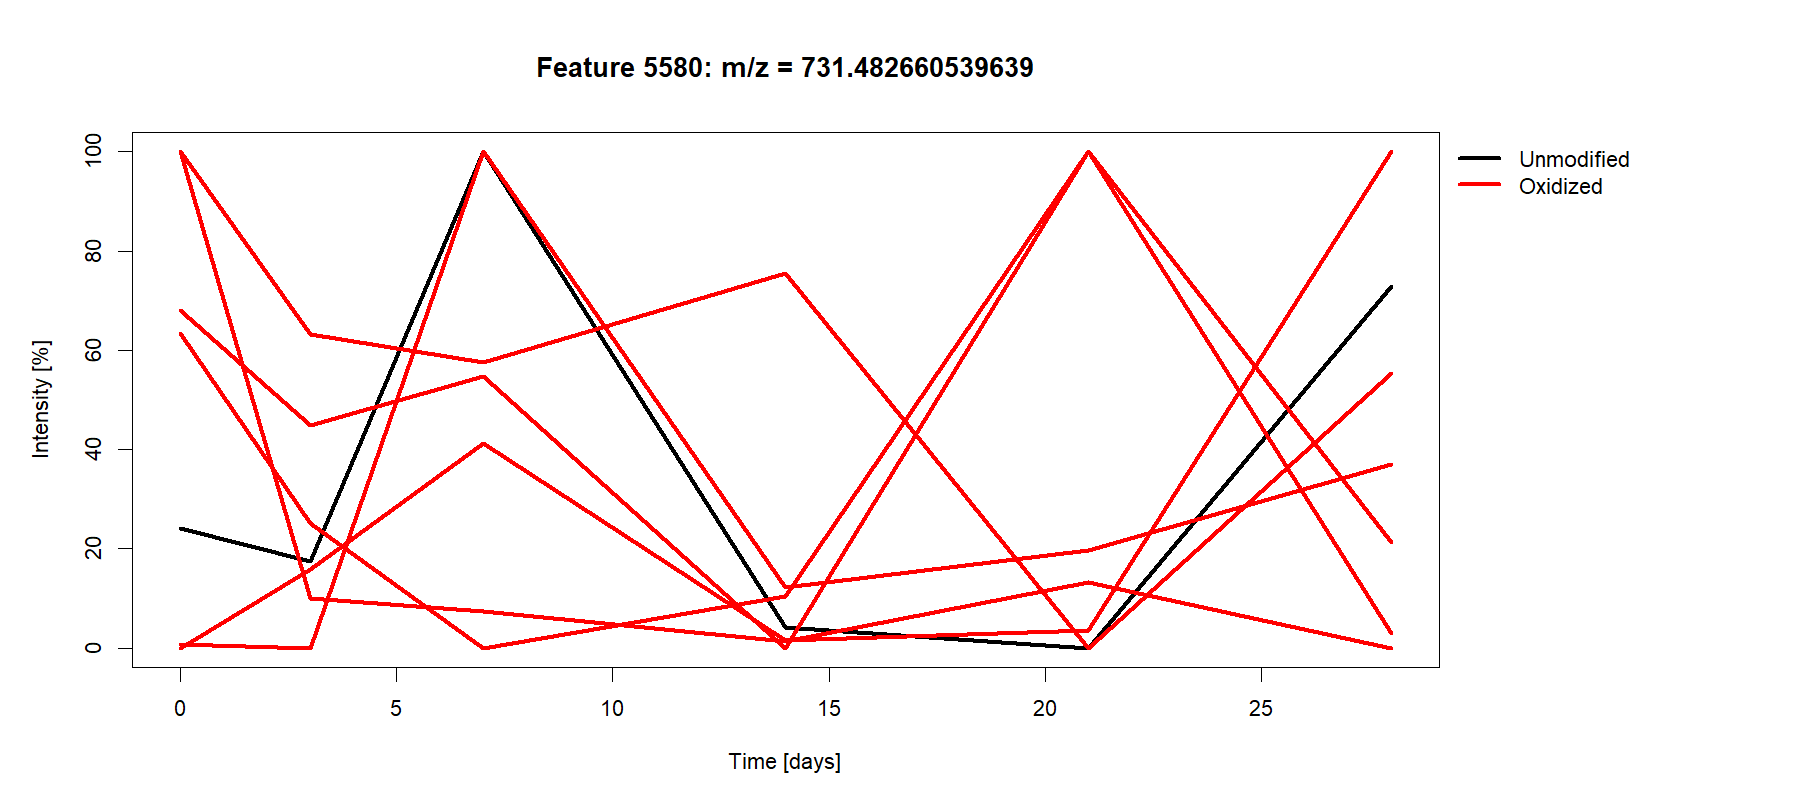 Feature 5580: m/z = 731.482660539639
Unmodified
Oxidized
100
80
60
40
20
0
Intensity [%]
0 5 10 15 20 25
Time [days]